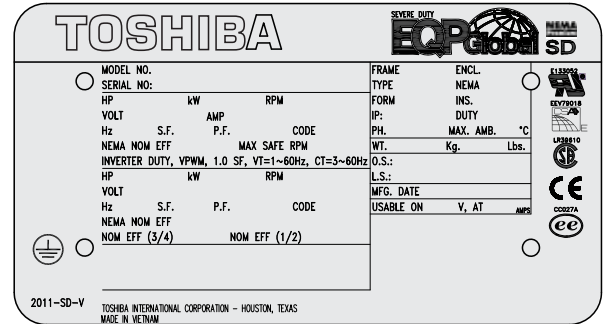 TOSHIBA
SEVERE DUTY
EQP Global
NEMA
SD
MODEL NO.
SERIAL NO:
HP kW RPM
VOLT AMP
Hz S.F. P.F. CODE
NEMA NOM EFF MAX SAFE RPM
INVERTER DUTY, VPWM, 1.0 SF, VT=1~60Hz, CT=3~60Hz
HP kW RPM
VOLT
Hz S.F. P.F. CODE
NEMA NOM EFF
NOM EFF (3/4) NOM EFF (1/2)
FRAME ENCL.
TYPE NEMA
FORM INS.
IP: DUTY
PH. MAX. AMB. °C
WT. Kg. Lbs.
O.S.:
L.S.:
MFG. DATE
USABLE ON V, AT AMPS
E133052
EEV79018
CSA
E
LR39610
CE
CC027A
ee
2011-SD-V
TOSHIBA INTERNATIONAL CORPORATION - HOUSTON, TEXAS
MADE IN VIETNAM